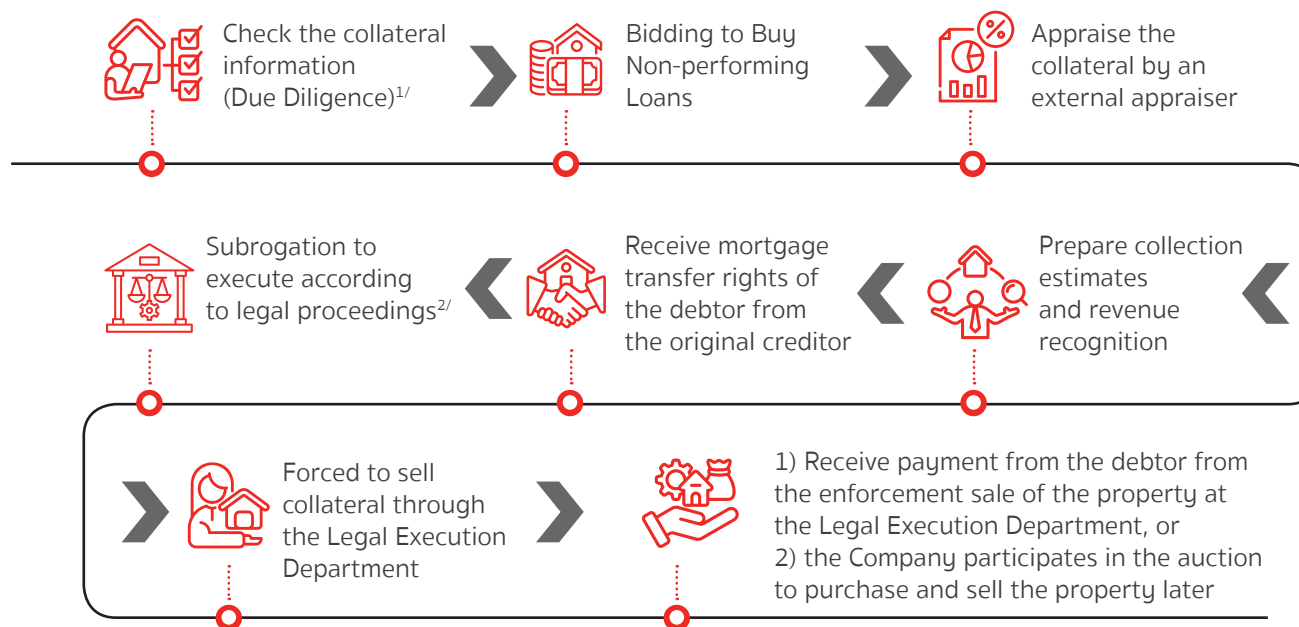 Check the collateral
information
(Due Diligence)1/
Bidding to Buy
Non-performing
Loans
%
Appraise the
collateral by an
external appraiser
Prepare collection
estimates
and revenue
recognition
Receive mortgage
transfer rights of
the debtor from
the original creditor
Subrogation to
execute according
to legal proceedings2/
Forced to sell
collateral through
the Legal Execution
Department
1) Receive payment from the debtor from
the enforcement sale of the property at
the Legal Execution Department, or
2) the Company participates in the auction
to purchase and sell the property later